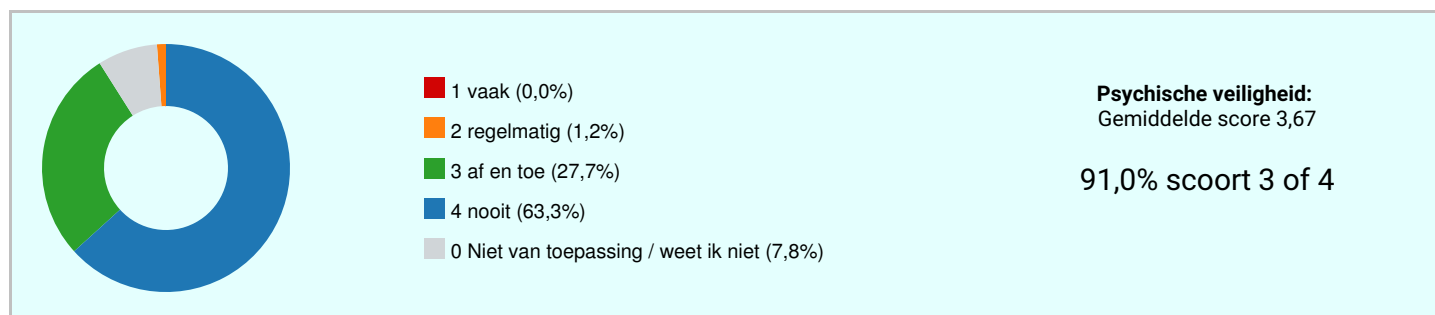 1 vaak (0,0%)
2 regelmatig (1,2%)
3 af en toe (27,7%)
4 nooit (63,3%)
0 Niet van toepassing / weet ik niet (7,8%)
Psychische veiligheid:
Gemiddelde score 3,67
91,0% scoort 3 of 4